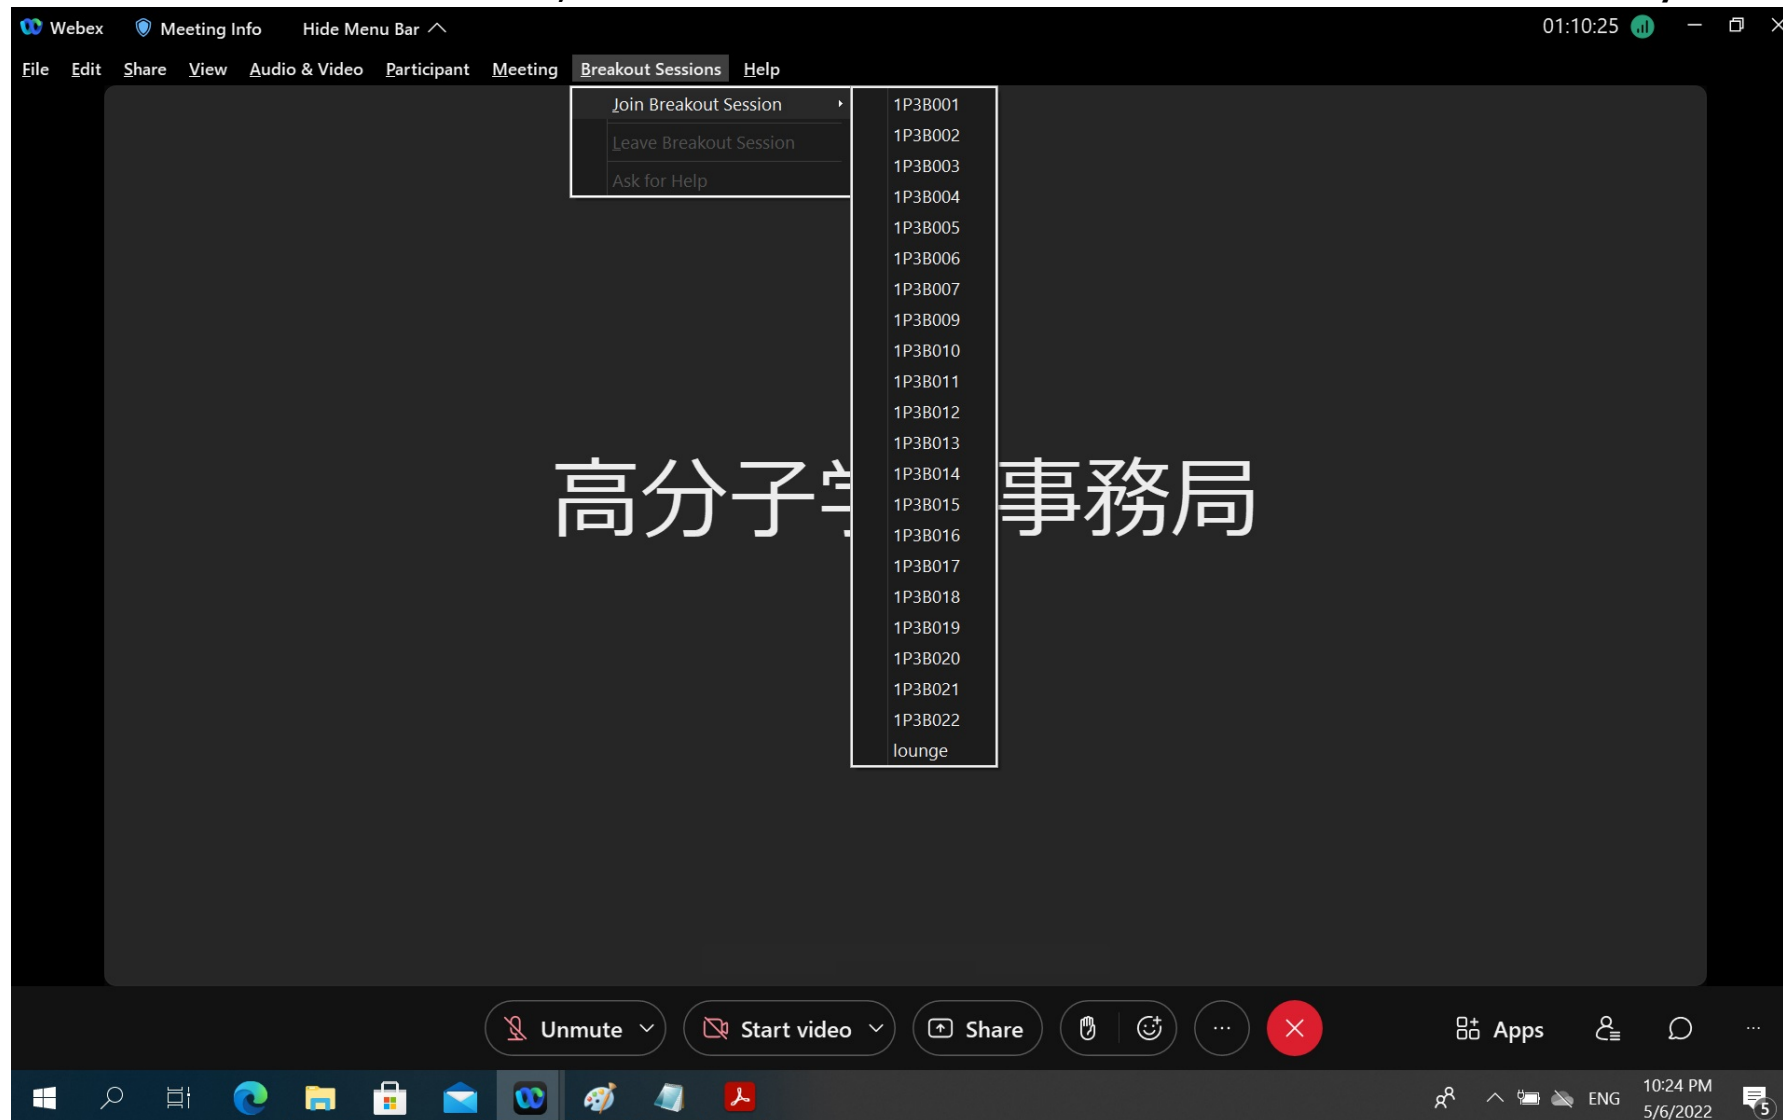 Webex Meeting Info Hide Menu Bar 01:10:25
File Edit Share View Audio & Video Participant Meeting Breakout Sessions Help
Join Breakout Session
Leave Breakout Session
Ask for Help
1P3B001
1P3B002
1P3B003
1P3B004
1P3B005
1P3B006
1P3B007
1P3B009
1P3B010
1P3B011
1P3B012
1P3B013
1P3B014
1P3B015
1P3B016
1P3B017
1P3B018
1P3B019
1P3B020
1P3B021
1P3B022
lounge
高分子 事務局
Unmute Start video Share Apps
ENG 10:24 PM
5/6/2022 5